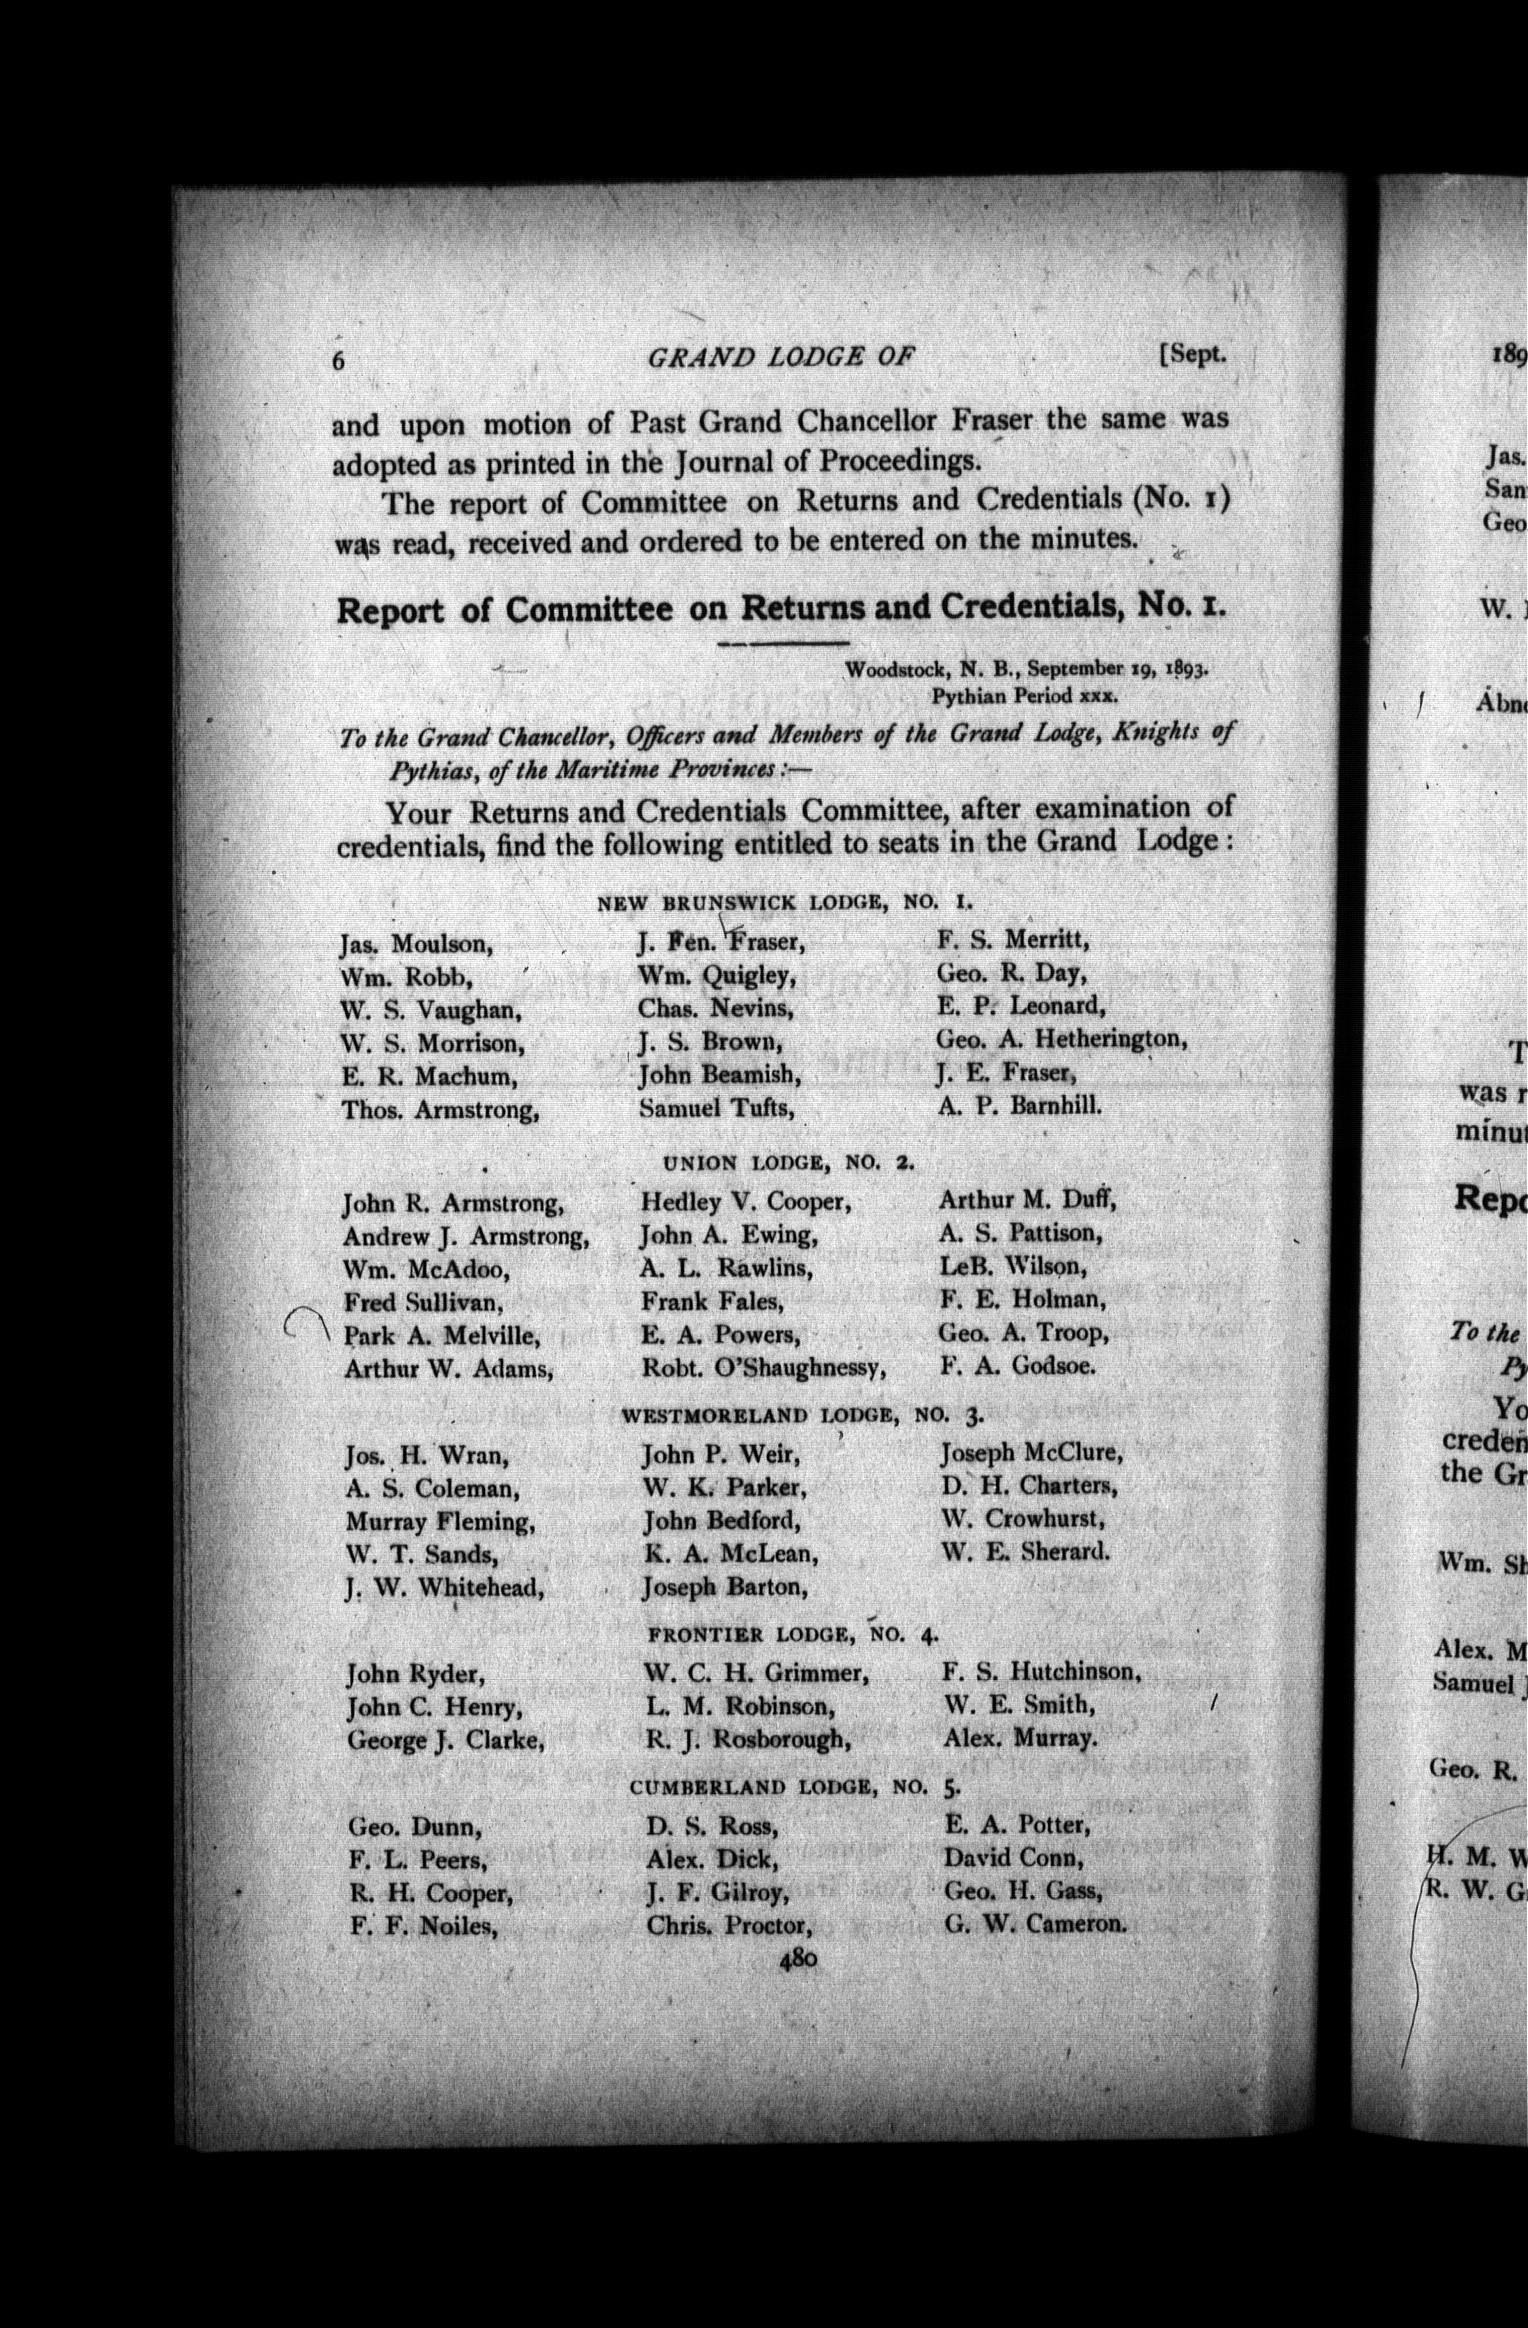 6 GRAND LODGE OF [Sept.
and upon motion of Past Grand Chancellor Fraser the same was
adopted as printed in the Journal of Proceedings.
The report of Committee on Returns and Credentials (No. 1)
was read, received and ordered to be entered on the minutes.
Report of Committee on Returns and Credentials, No. 1.
Woodstock, N. B., September 19, 1893.
Pythian Period xxx.
To the Grand Chancellor, Officers and Members of the Grand Lodge, Knights of
Pythias, of the Maritime Provinces:—
Your Returns and Credentials Committee, after examination of
credentials, find the following entitled to seats in the Grand Lodge:
NEW BRUNSWICK LODGE, NO. 1.
Jas. Moulson, J. Fen. Fraser, F. S. Merritt,
Wm. Robb, Wm. Quigley, Geo. R. Day,
W. S. Vaughan, Chas. Nevins, E. P. Leonard,
W. S. Morrison, J. S. Brown, Geo. A. Hetherington,
E. R. Machum, John Beamish, J. E. Fraser,
Thos. Armstrong, Samuel Tufts, A. P. Barnhill.
UNION LODGE, NO. 2.
John R. Armstrong, Hedley V. Cooper, Arthur M. Duff,
Andrew J. Armstrong, John A. Ewing, A. S. Pattison,
Wm. McAdoo, A. L. Rawlins, LeB. Wilson,
Fred Sullivan, Frank Fales, F. E. Holman,
Park A. Melville, E. A. Powers, Geo. A. Troop,
Arthur W. Adams, Robt. O'Shaughnessy, F. A. Godsoe.
WESTMORELAND LODGE, NO. 3.
Jos. H. Wran, John P. Weir, Joseph McClure,
A. S. Coleman, W. K. Parker, D. H. Charters,
Murray Fleming, John Bedford, W. Crowhurst,
W. T. Sands, K. A. McLean, W. E. Sherard.
J. W. Whitehead, Joseph Barton,
FRONTIER LODGE, NO. 4.
John Ryder, W. C. H. Grimmer, F. S. Hutchinson,
John C. Henry, L. M. Robinson, W. E. Smith,
George J. Clarke, R. J. Rosborough, Alex. Murray.
CUMBERLAND LODGE, NO. 5.
Geo. Dunn, D. S. Ross, E. A. Potter,
F. L. Peers, Alex. Dick, David Conn,
R. H. Cooper, J. F. Gilroy, Geo. H. Gass,
F. F. Noiles, Chris. Proctor, G. W. Cameron.
480
189
Jas.
Geo
W.
was
To the
the
Wm.
Alex.
Samuel
Geo. R.
H. M.
R. W.